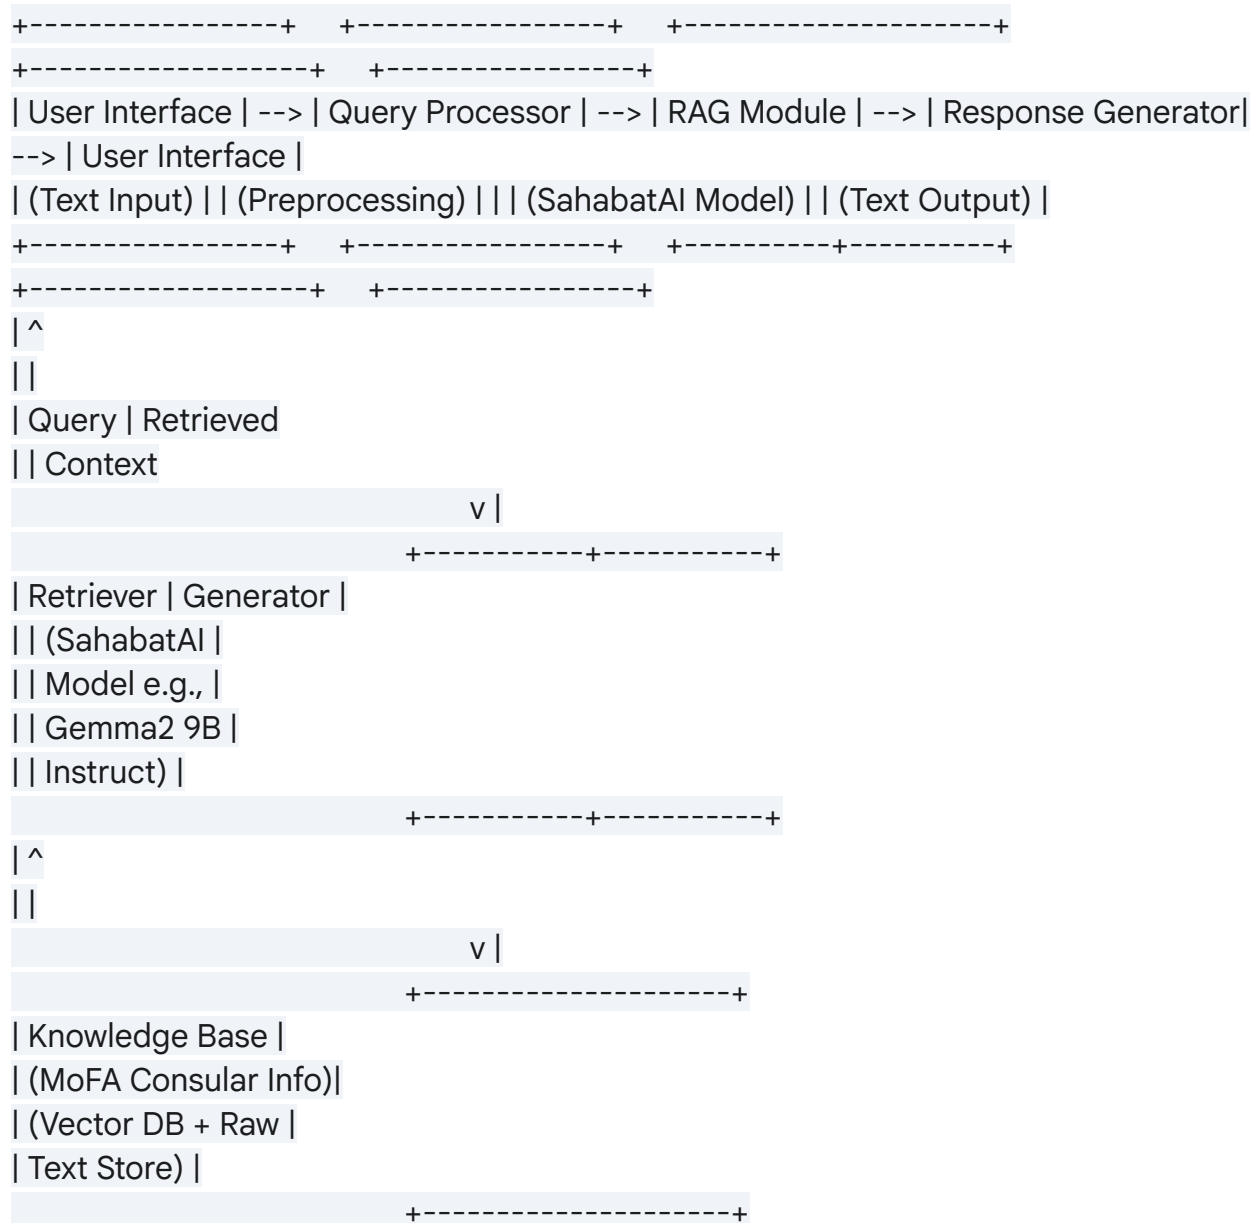 +-----------------+ +-----------------+ +---------------------+
+-------------------+ +-----------------+
| User Interface | --> | Query Processor | --> | RAG Module | --> | Response Generator|
--> | User Interface |
| (Text Input) | | (Preprocessing) | | | (SahabatAI Model) | | (Text Output) |
+-----------------+ +-----------------+ +----------+----------+
+-------------------+ +-----------------+
| ^
| |
| Query | Retrieved
| | Context
v |
+-----------+-----------+
| Retriever | Generator |
| | (SahabatAI |
| | Model e.g., |
| | Gemma2 9B |
| | Instruct) |
+-----------+-----------+
| ^
| |
v |
+---------------------+
| Knowledge Base |
| (MoFA Consular Info)|
| (Vector DB + Raw |
| Text Store) |
+---------------------+